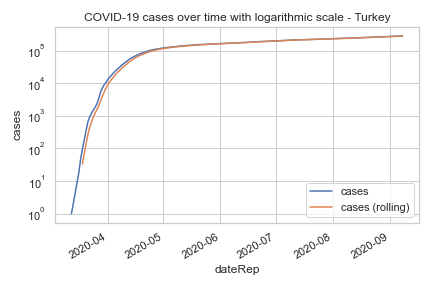 COVID-19 cases over time with logarithmic scale - Turkey
cases
10⁵
10⁴
10³
10²
10¹
10⁰
cases
cases (rolling)
2020-04
2020-05
2020-06
2020-07
2020-08
2020-09
dateRep